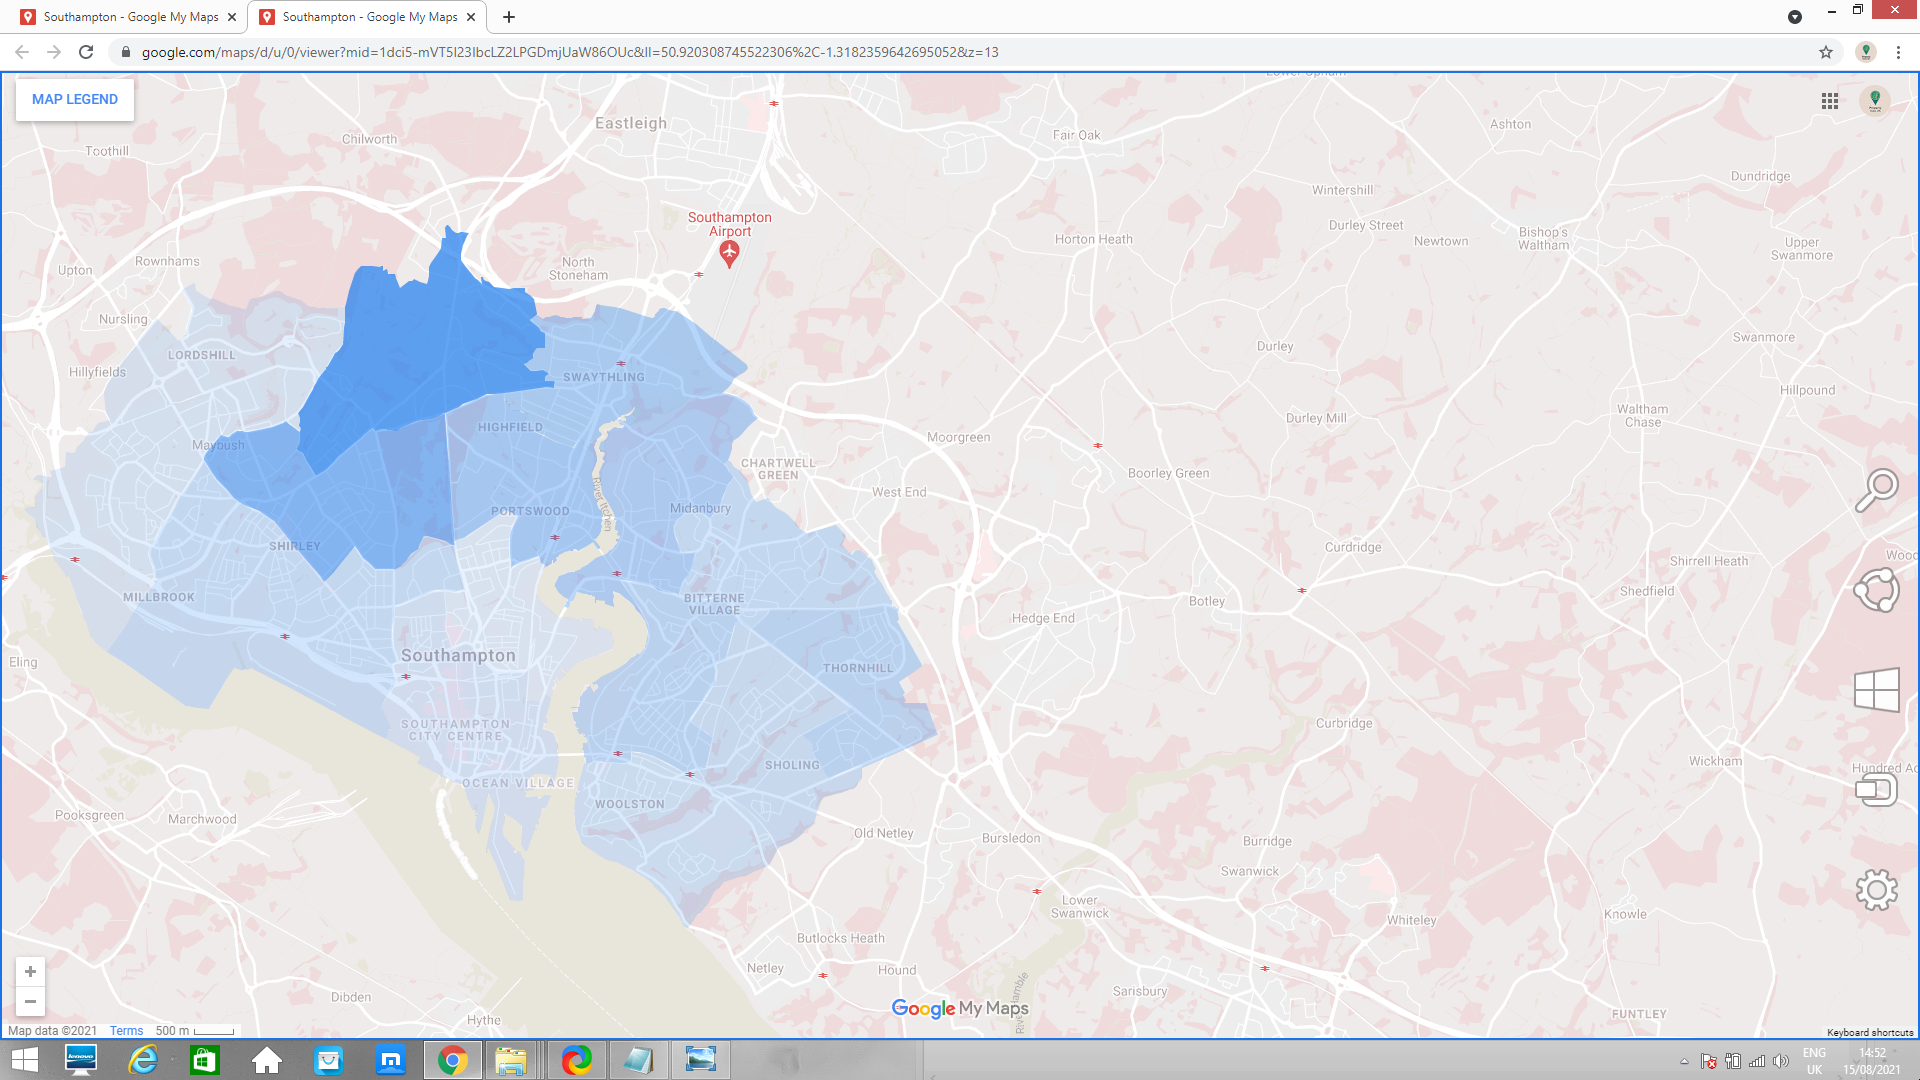 Southampton - Google My Maps
Southampton - Google My Maps
google.com/maps/d/u/0/viewer?mid=1dci5-mVT5I23IbcLZ2LPGDmjUaW86OUc&ll=50.920308745522306%2C-1.3182359642695052&z=13
MAP LEGEND
Lower Upham
Eastleigh
Ashton
Fair Oak
Chilworth
Toothill
Dundridge
Wintershill
Southampton
Airport
Durley Street
Bishop's
Waltham
Horton Heath
Newtown
Upper
Swanmore
Rownhams
Upton
North
Stoneham
Nursling
Swanmore
Durley
LORDSHILL
Hillyfields
SWAYTHLING
Hillpound
Waltham
Chase
Durley Mill
HIGHFIELD
Moorgreen
Maybush
CHARTWELL
GREEN
Boorley Green
West End
River Itchen
PORTSWOOD
Midanbury
SHIRLEY
Curdridge
Shirrell Heath
Wood
MILLBROOK
BITTERNE
VILLAGE
Botley
Shedfield
Hedge End
Eling
Southampton
THORNHILL
SOUTHAMPTON
CITY CENTRE
Curbridge
SHOLING
Wickham
Hundred Ac
OCEAN VILLAGE
WOOLSTON
Pooksgreen
Marchwood
Old Netley
Bursledon
Burridge
Swanwick
Lower
Swanwick
Whiteley
Knowle
Butlocks Heath
Netley
Hound
Dibden
Sarisbury
Hythe
Google My Maps
FUNTLEY
Map data ©2021 Terms 500 m
Keyboard shortcuts
lenovo
ENG
UK
14:52
15/08/2021